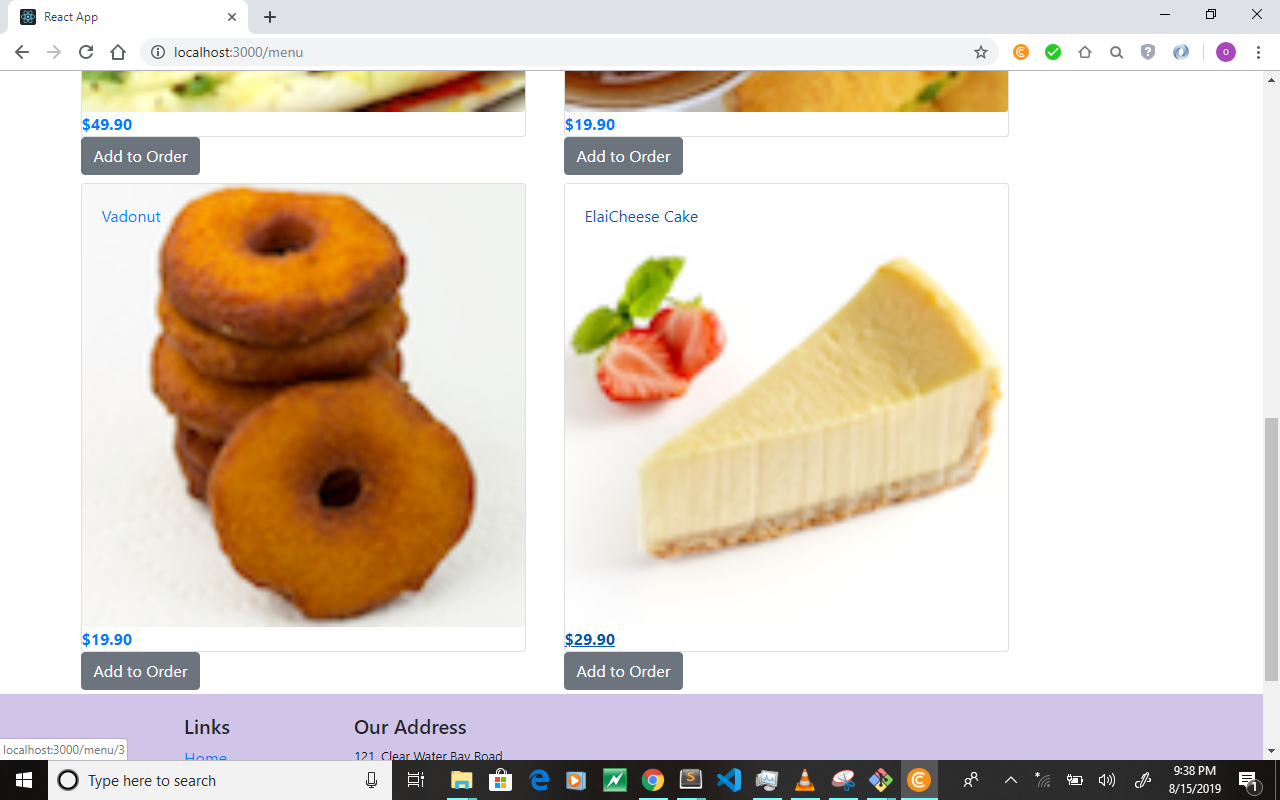 React App
localhost:3000/menu
o
$49.90
$19.90
Add to Order
Add to Order
Vadonut
ElaiCheese Cake
$19.90
$29.90
Add to Order
Add to Order
Links
Our Address
Home
121, Clear Water Bay Road
localhost:3000/menu/3
Type here to search
9:38 PM
8/15/2019
1